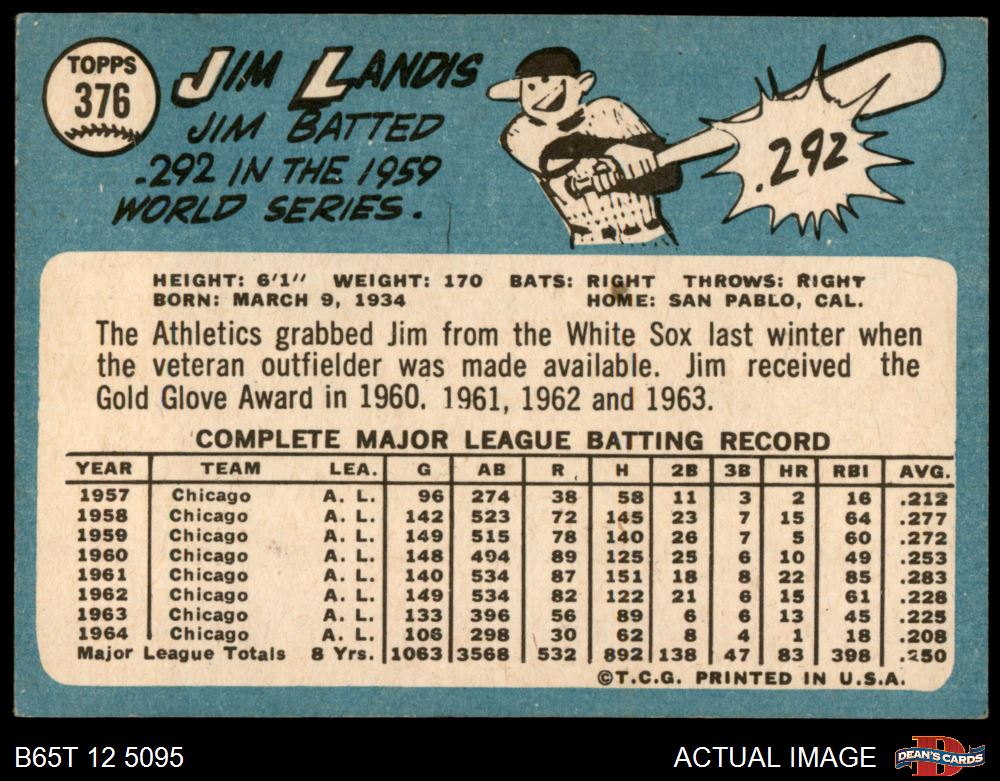 TOPPS
376
JIM LANDIS
JIM BATTED
.292 IN THE 1959
WORLD SERIES.
.292
HEIGHT: 6'1" WEIGHT: 170 BATS: RIGHT THROWS: RIGHT
BORN: MARCH 9, 1934 HOME: SAN PABLO, CAL.
The Athletics grabbed Jim from the White Sox last winter when
the veteran outfielder was made available. Jim received the
Gold Glove Award in 1960. 1961, 1962 and 1963.
COMPLETE MAJOR LEAGUE BATTING RECORD
YEAR TEAM LEA. G AB R H 2B 3B HR RBI AVG.
1957 Chicago A. L. 96 274 38 58 11 3 2 16 .212
1958 Chicago A. L. 142 523 72 145 23 7 15 64 .277
1959 Chicago A. L. 149 515 78 140 26 7 5 60 .272
1960 Chicago A. L. 148 494 89 125 25 6 10 49 .253
1961 Chicago A. L. 140 534 87 151 18 8 22 85 .283
1962 Chicago A. L. 149 534 82 122 21 6 15 61 .228
1963 Chicago A. L. 133 396 56 89 6 6 13 45 .225
1964 Chicago A. L. 106 298 30 62 8 4 1 18 .208
Major League Totals 8 Yrs. 1063 3568 532 892 138 47 83 398 .250
©T.C.G. PRINTED IN U.S.A.
B65T 12 5095 ACTUAL IMAGE DEAN'S CARDS